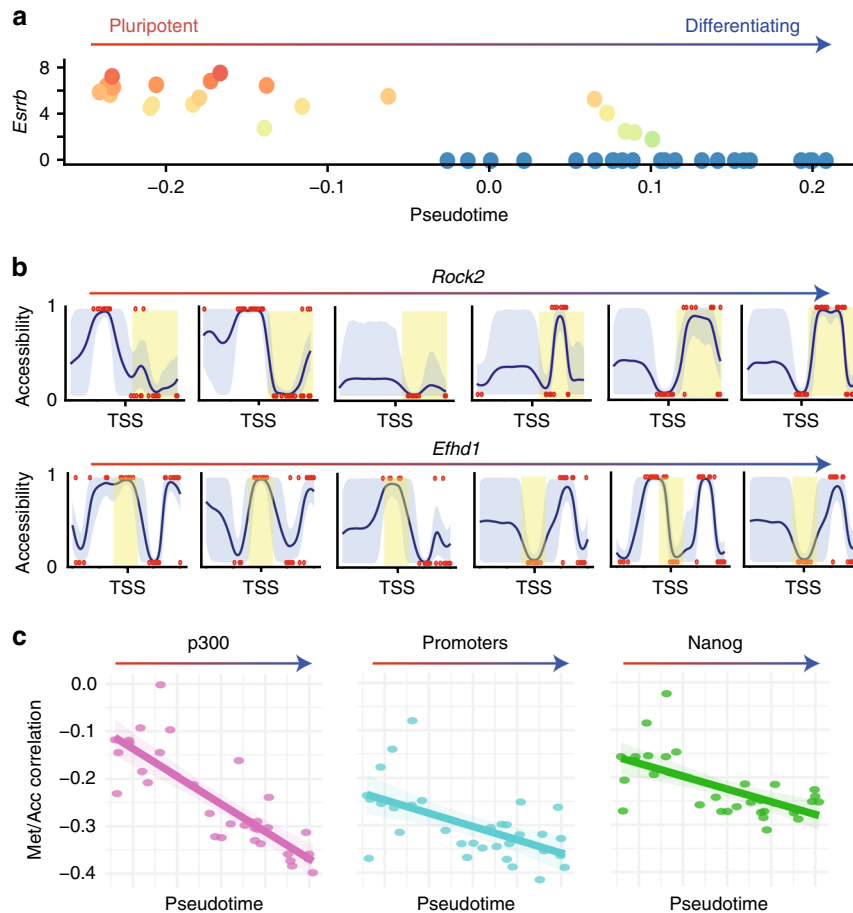 a
Pluripotent Differentiating
Esrrb
8
4
0
−0.2 −0.1 0.0 0.1 0.2
Pseudotime
b
Rock2
Accessibility
1
0
TSS TSS TSS TSS TSS TSS
Efhd1
Accessibility
1
0
TSS TSS TSS TSS TSS TSS
c
p300 Promoters Nanog
Met/Acc correlation
0.0
−0.1
−0.2
−0.3
−0.4
Pseudotime Pseudotime Pseudotime